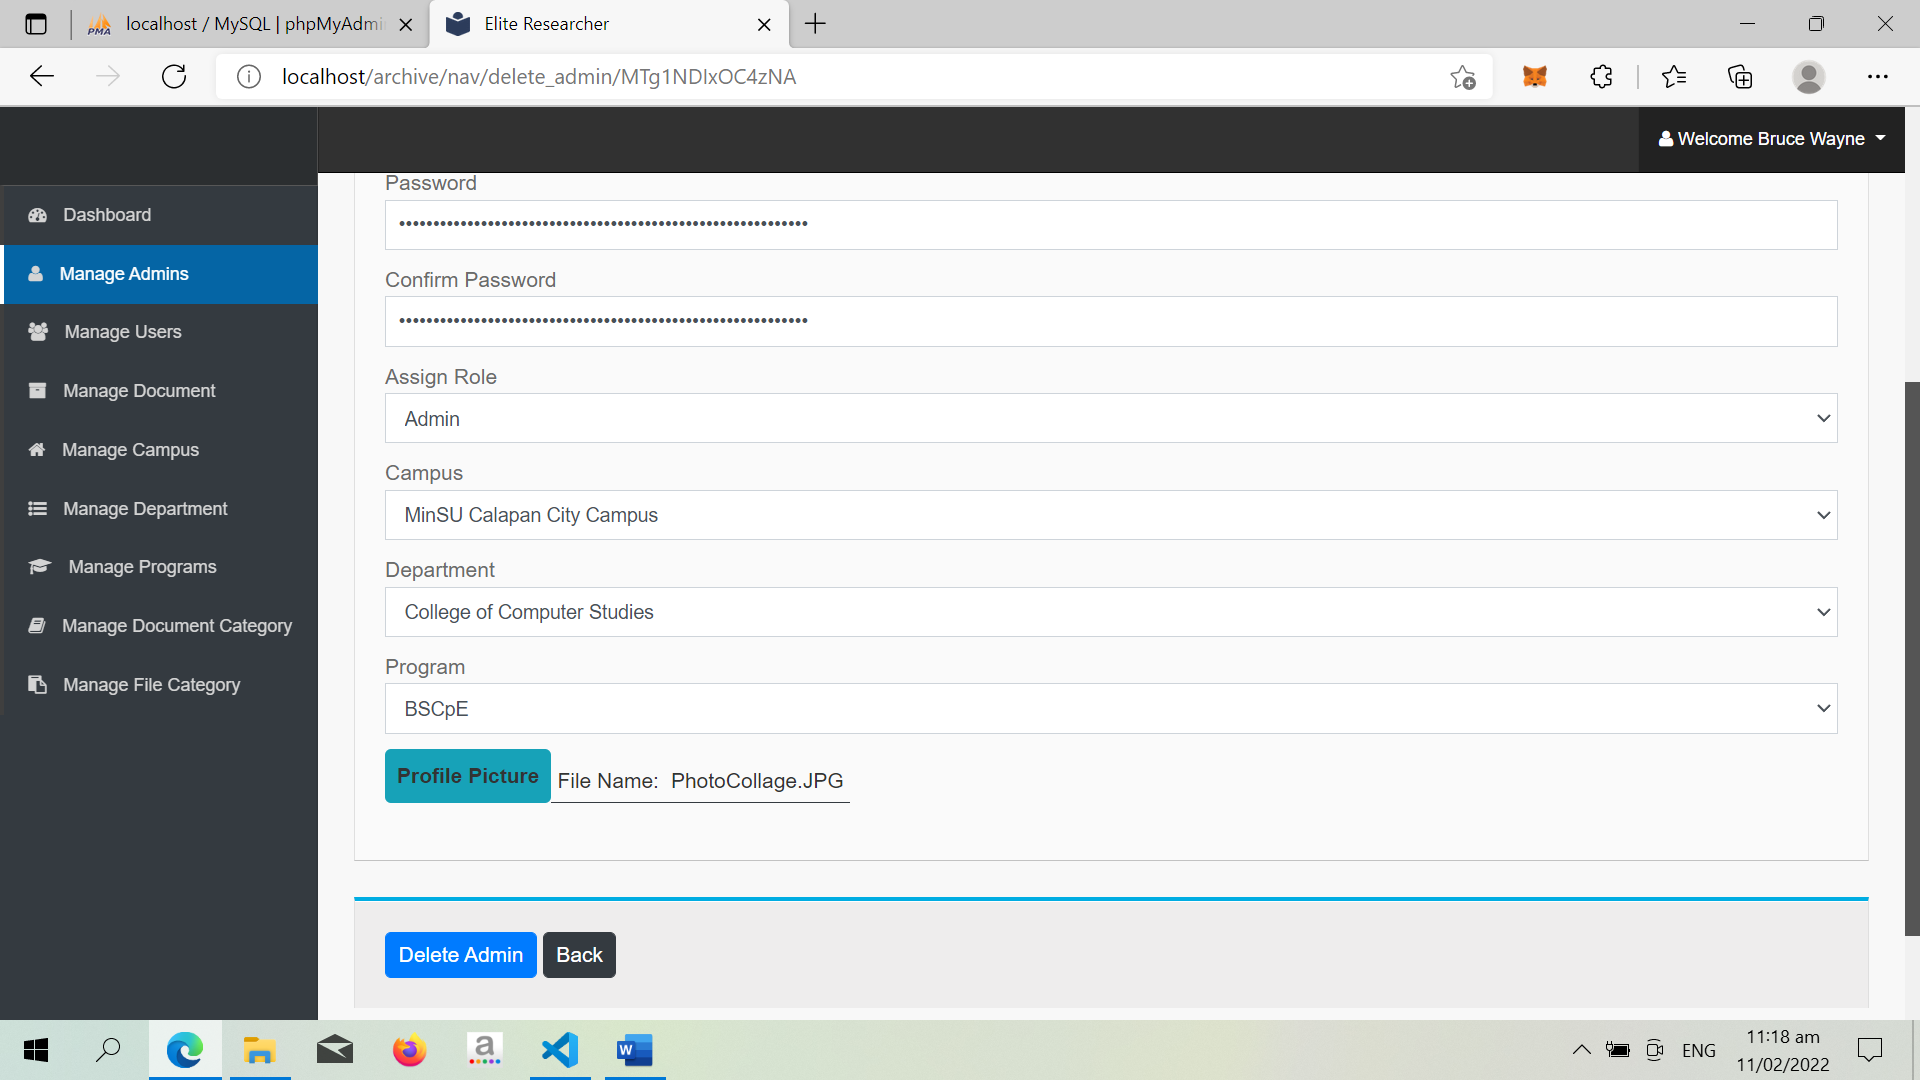 localhost / MySQL | phpMyAdmi
Elite Researcher
localhost/archive/nav/delete_admin/MTg1NDIxOC4zNA
Welcome Bruce Wayne
Dashboard
Manage Admins
Manage Users
Manage Document
Manage Campus
Manage Department
Manage Programs
Manage Document Category
Manage File Category
Password
Confirm Password
Assign Role
Admin
Campus
MinSU Calapan City Campus
Department
College of Computer Studies
Program
BSCpE
Profile Picture File Name: PhotoCollage.JPG
Delete Admin Back
ENG
11:18 am
11/02/2022